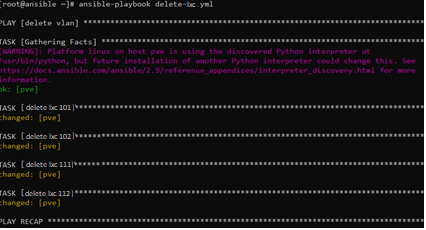 [root@ansible ~]# ansible-playbook delete-lxc.yml
PLAY [delete vlan] ************************************************************
TASK [Gathering Facts] ********************************************************
[WARNING]: Platform linux on host pve is using the discovered Python interpreter at
/usr/bin/python, but future installation of another Python interpreter could change this. See
https://docs.ansible.com/ansible/2.9/reference_appendices/interpreter_discovery.html for more
information.
ok: [pve]
TASK [delete lxc 101]************************************************************
changed: [pve]
TASK [delete lxc 102]************************************************************
changed: [pve]
TASK [delete lxc 111]************************************************************
changed: [pve]
TASK [delete lxc 112]************************************************************
changed: [pve]
PLAY RECAP ********************************************************************